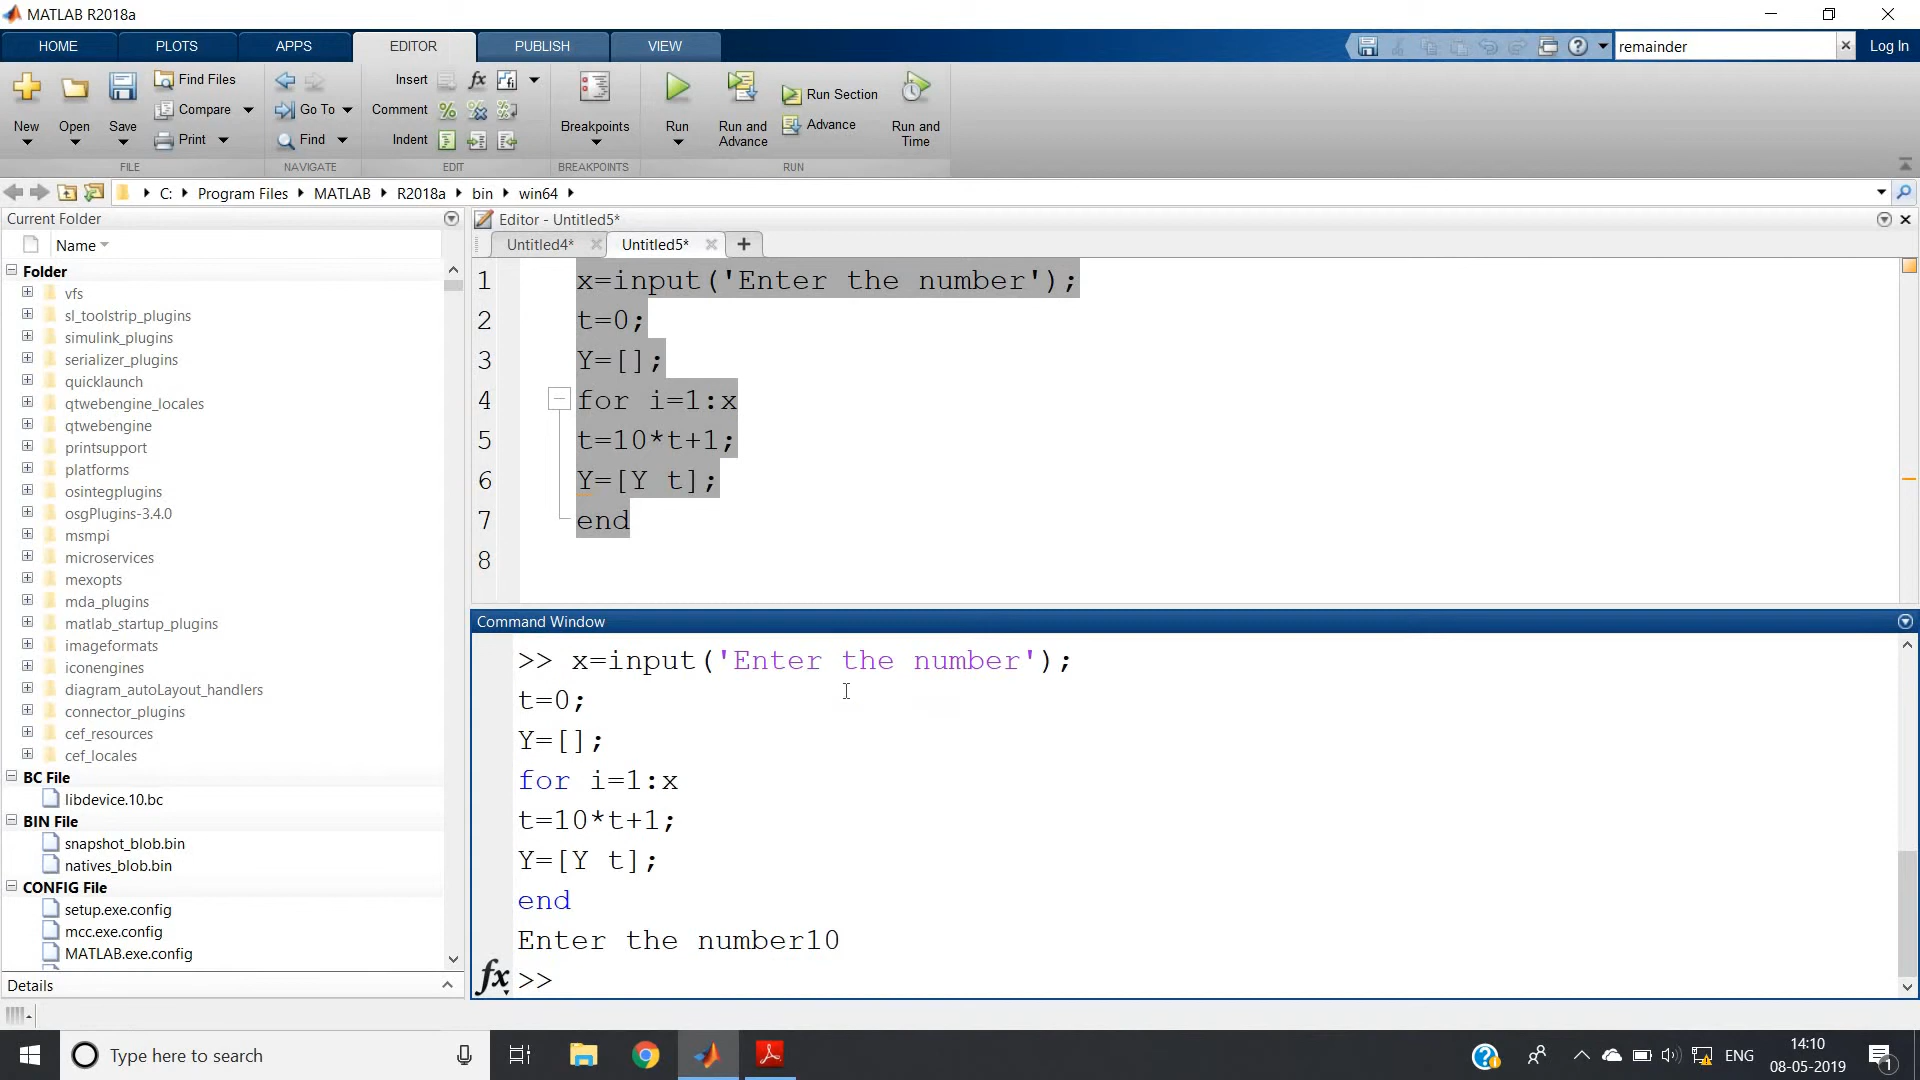 MATLAB R2018a
HOME PLOTS APPS EDITOR PUBLISH VIEW
remainder
Log In
New
Open
Save
Find Files
Compare
Print
FILE
Go To
Find
NAVIGATE
Insert fx fi
Comment
Indent
EDIT
Breakpoints
BREAKPOINTS
Run
Run and Advance
Run Section
Advance
Run and Time
RUN
C: Program Files MATLAB R2018a bin win64
Current Folder
Name
Folder
vfs
sl_toolstrip_plugins
simulink_plugins
serializer_plugins
quicklaunch
qtwebengine_locales
qtwebengine
printsupport
platforms
osintegplugins
osgPlugins-3.4.0
msmpi
microservices
mexopts
mda_plugins
matlab_startup_plugins
imageformats
iconengines
diagram_autoLayout_handlers
connector_plugins
cef_resources
cef_locales
BC File
libdevice.10.bc
BIN File
snapshot_blob.bin
natives_blob.bin
CONFIG File
setup.exe.config
mcc.exe.config
MATLAB.exe.config
Details
Editor - Untitled5*
Untitled4* Untitled5*
1 x=input('Enter the number');
2 t=0;
3 Y=[];
4 for i=1:x
5 t=10*t+1;
6 Y=[Y t];
7 end
8
Command Window
>> x=input('Enter the number');
t=0;
Y=[];
for i=1:x
t=10*t+1;
Y=[Y t];
end
Enter the number10
fx >>
Type here to search
ENG
14:10
08-05-2019
1